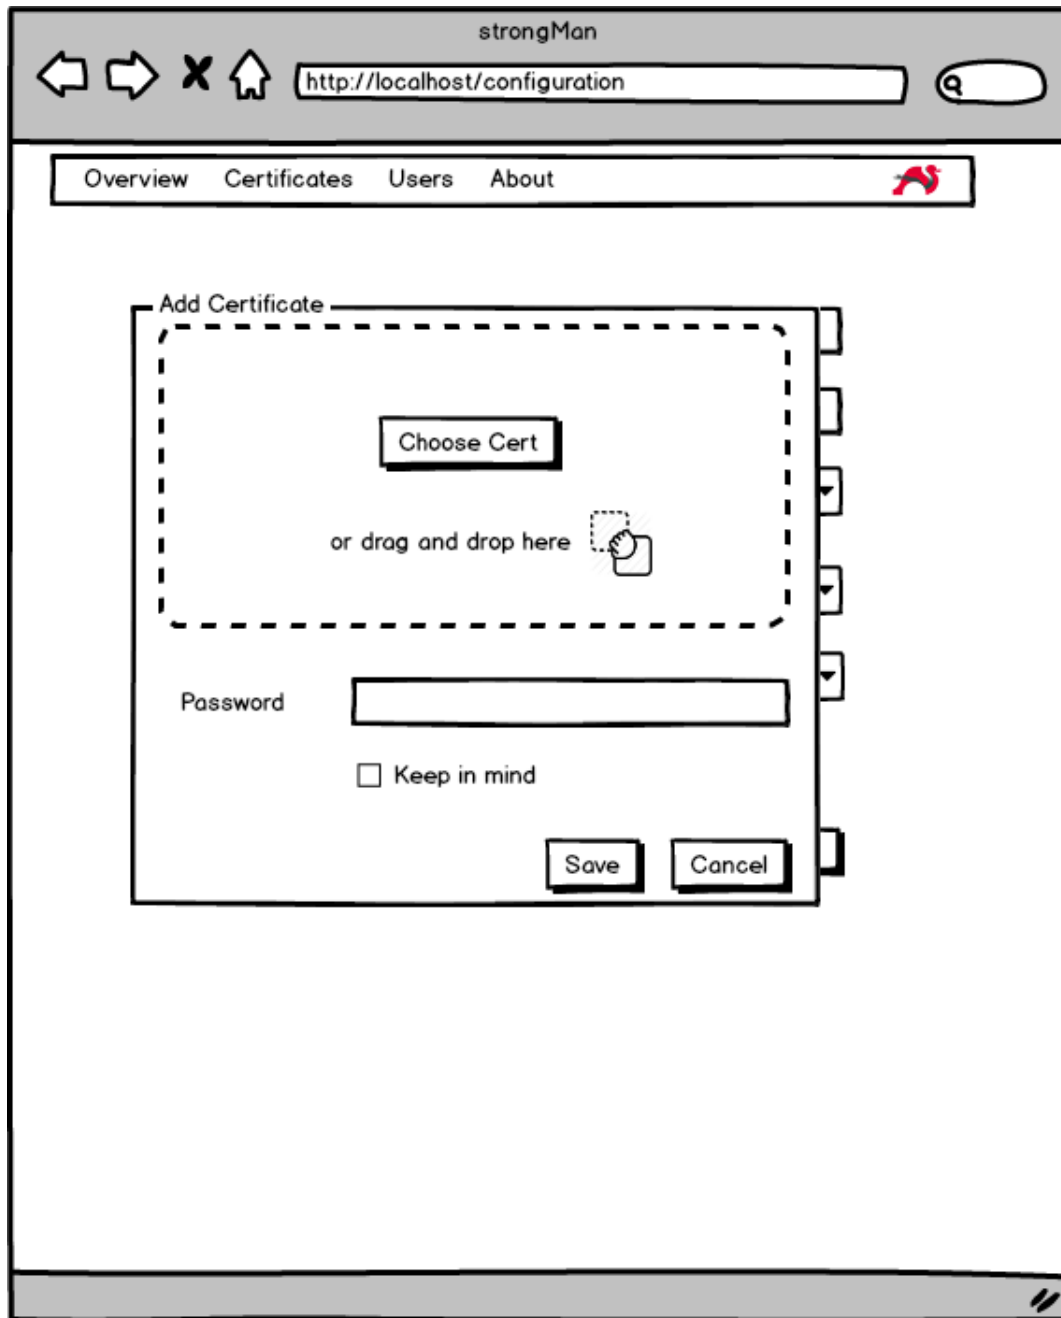 strongMan
http://localhost/configuration
Overview Certificates Users About
Add Certificate
Choose Cert
or drag and drop here
Password
Keep in mind
Save Cancel